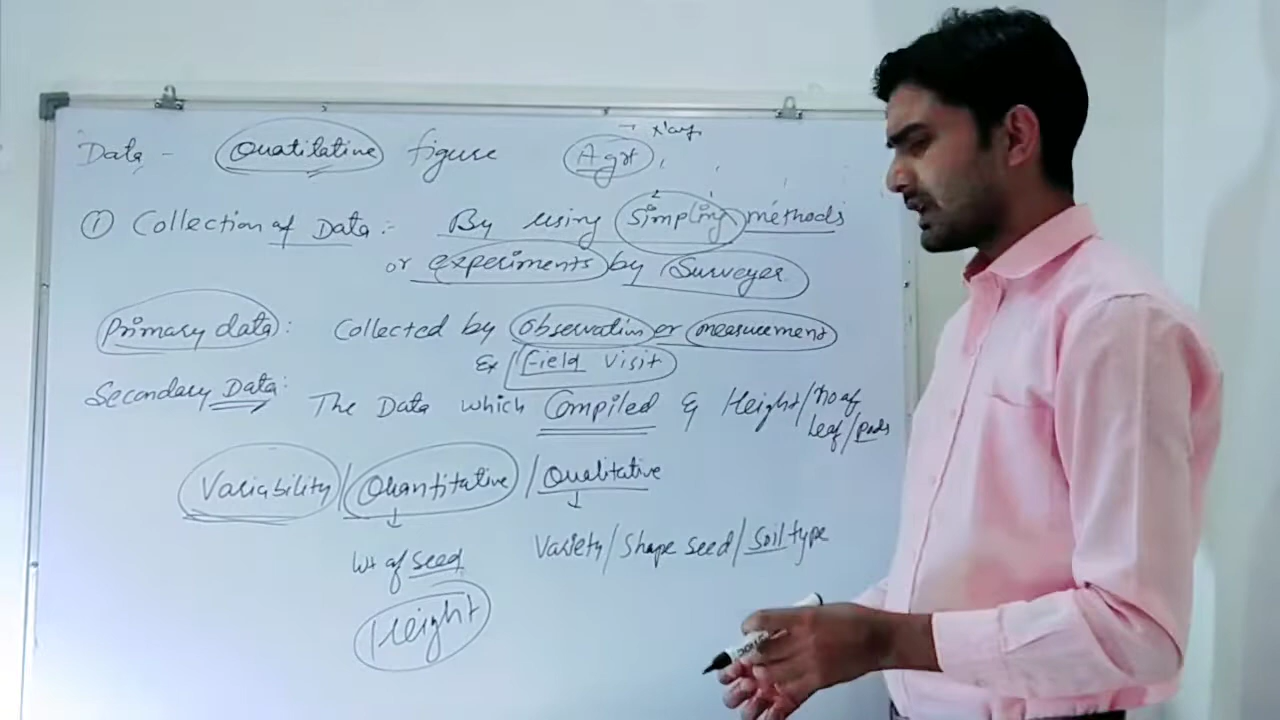 Data - Quatitative figure Agri
① Collection of Data:- By using Simpling methods
or experiments by Surveyer
Primary data: Collected by observation or measurement
Ex/Field visit
Secondary Data: The Data which Compiled Height/no of
leaf/pods
Variability/Quantitative/Qualitative
wt of seed Variety/Shape seed/Soil type
Height